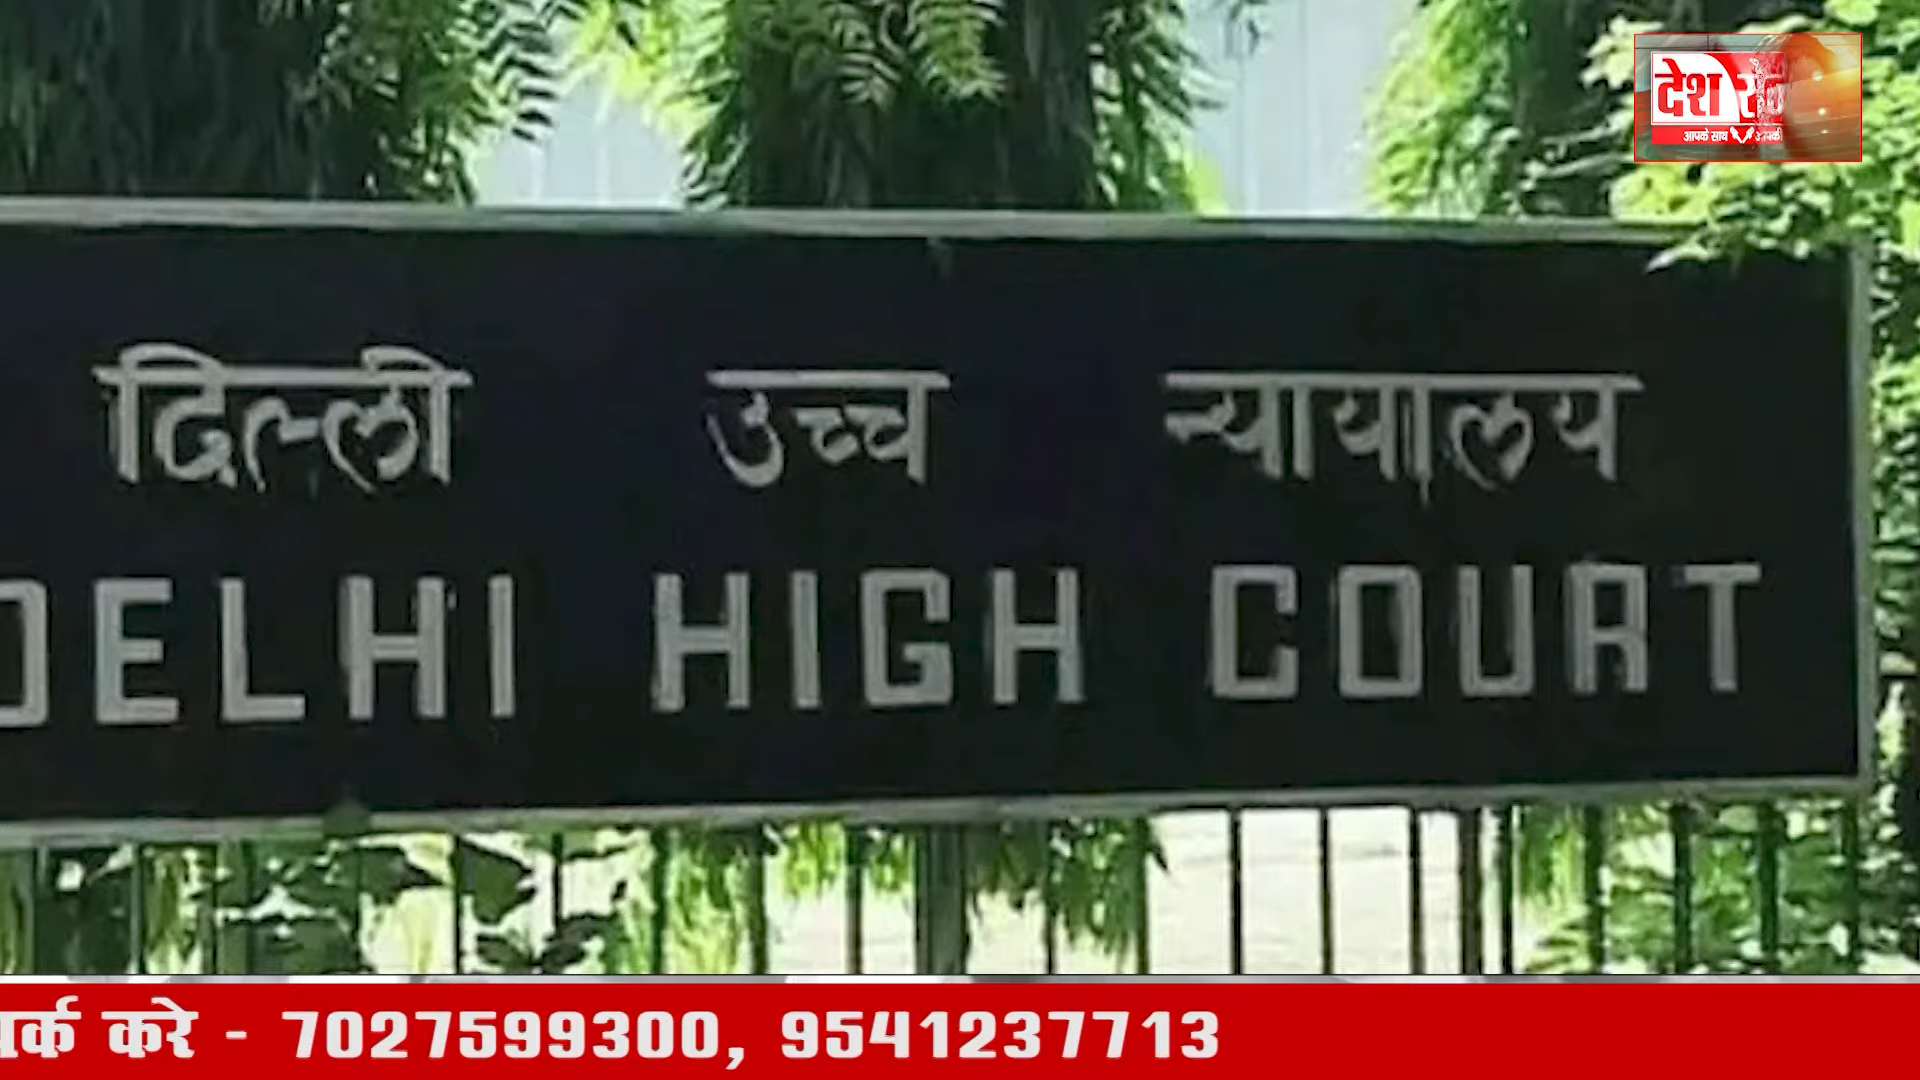 देश
आपके साथ
दिल्ली उच्च न्यायालय
DELHI HIGH COURT
करे - 7027599300, 9541237713